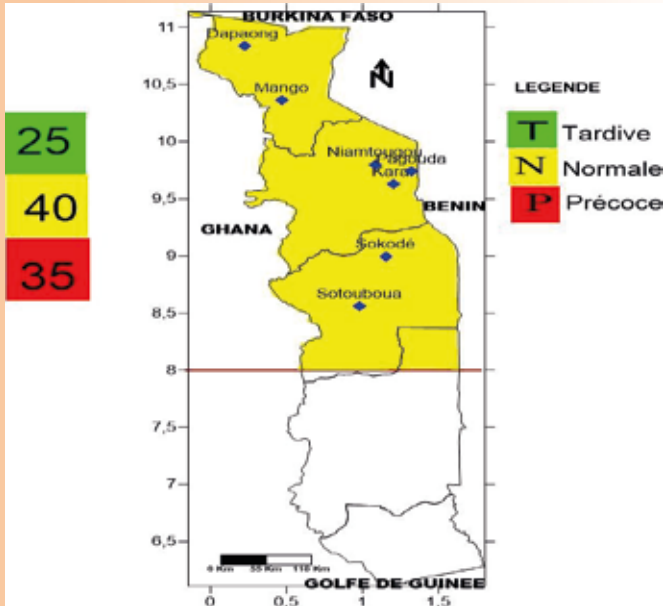 BURKINA FASO
11
Dapaong
10,5
Mango
N
LEGENDE
T Tardive
N Normale
P Précoce
25
40
35
10
Niamtougou
Pagouda
Kara
9,5
BENIN
GHANA
9
Sokodé
Sotouboua
8,5
8
7,5
7
6,5
0 Km 55 Km 110 Km
GOLFE DE GUINEE
0 0,5 1 1,5